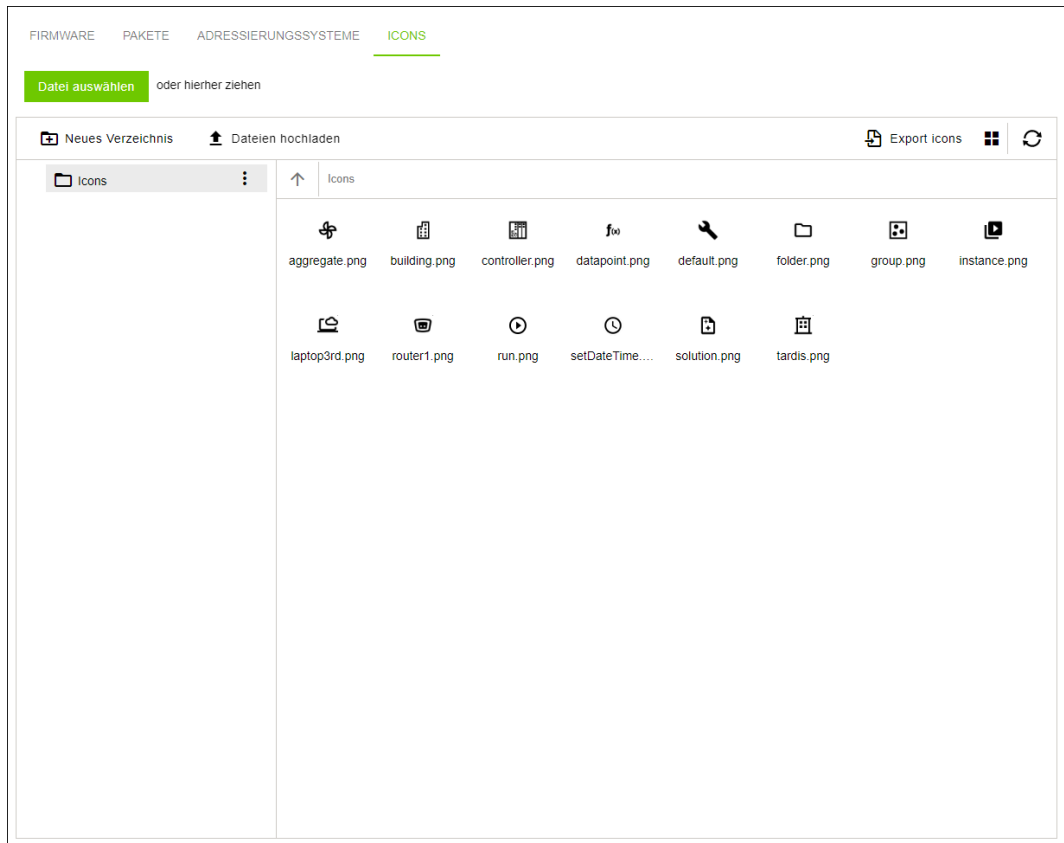 FIRMWARE PAKETE ADRESSIERUNGSSYSTEME ICONS
Datei auswählen oder hierher ziehen
Neues Verzeichnis Dateien hochladen Export icons
Icons Icons
f(x)
aggregate.png building.png controller.png datapoint.png default.png folder.png group.png instance.png
laptop3rd.png router1.png run.png setDateTime.... solution.png tardis.png